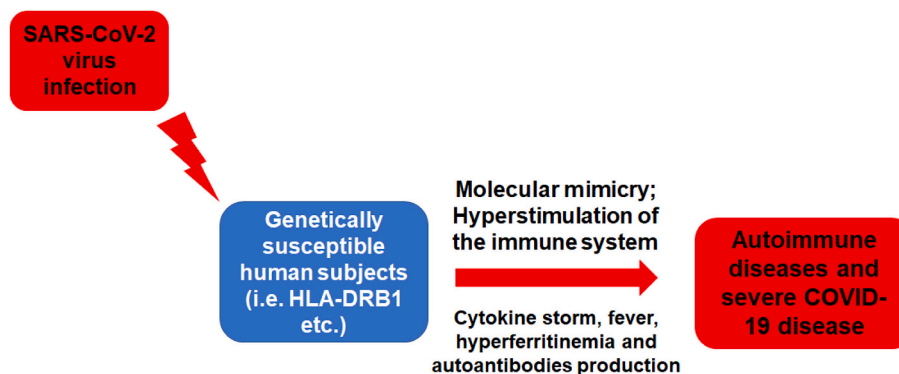 SARS-CoV-2
virus
infection
Genetically
susceptible
human subjects
(i.e. HLA-DRB1
etc.)
Molecular mimicry;
Hyperstimulation of
the immune system
Cytokine storm, fever,
hyperferritinemia and
autoantibodies production
Autoimmune
diseases and
severe COVID-
19 disease